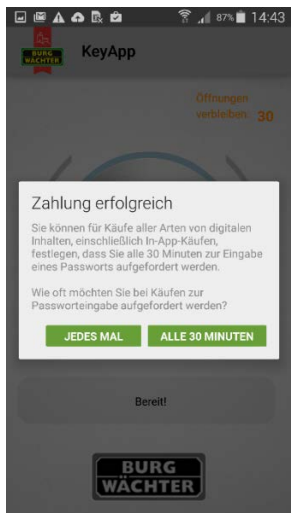 87% 14:43
BURG
WÄCHTER
KeyApp
Öffnungen
verbleiben: 30
Zahlung erfolgreich
Sie können für Käufe aller Arten von digitalen
Inhalten, einschließlich In-App-Käufen,
festlegen, dass Sie alle 30 Minuten zur Eingabe
eines Passworts aufgefordert werden.
Wie oft möchten Sie bei Käufen zur
Passworteingabe aufgefordert werden?
JEDES MAL ALLE 30 MINUTEN
Bereit!
BURG
WÄCHTER